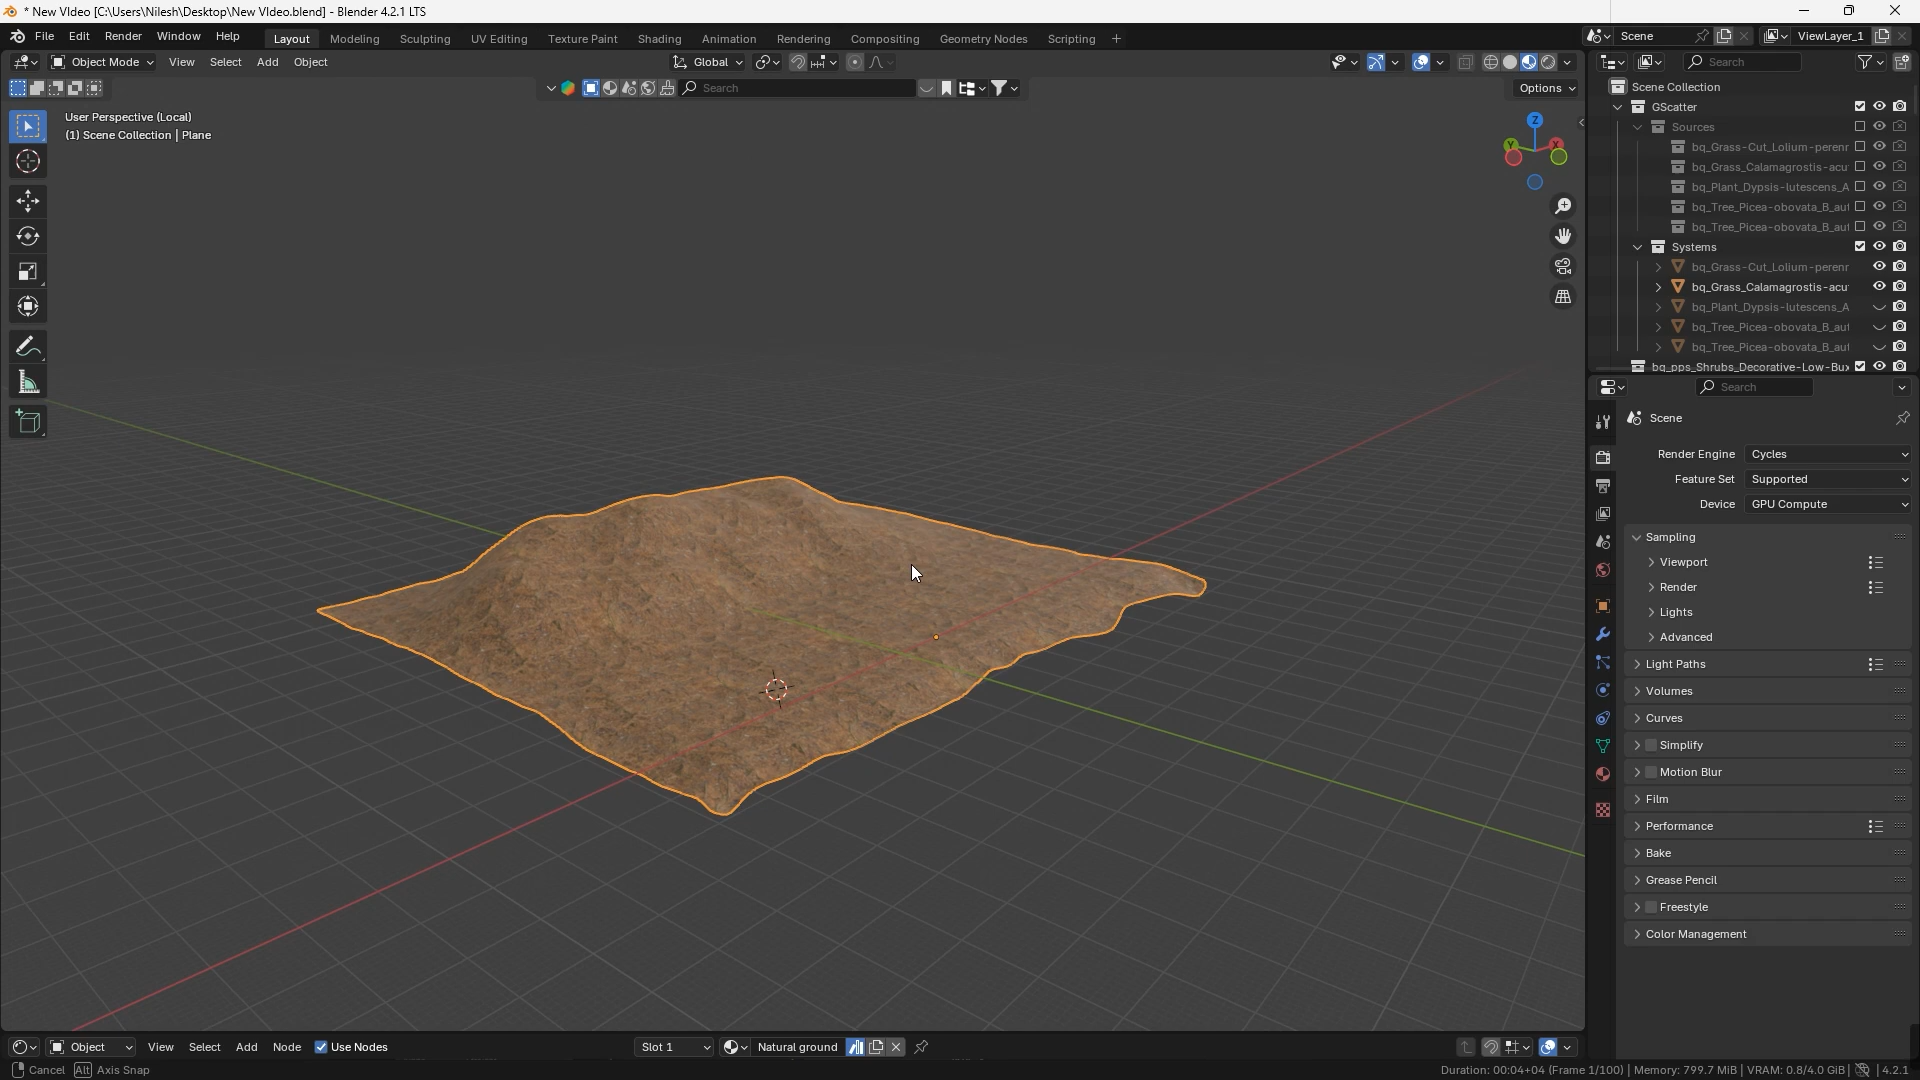 * New VIdeo [C:\Users\Nilesh\Desktop\New VIdeo.blend] - Blender 4.2.1 LTS
File Edit Render Window Help Layout Modeling Sculpting UV Editing Texture Paint Shading Animation Rendering Compositing Geometry Nodes Scripting + Scene ViewLayer_1
Object Mode View Select Add Object Global Search
Search Options
User Perspective (Local)
(1) Scene Collection | Plane
Z
Y X
Scene Collection
GScatter
Sources
bq_Grass-Cut_Lolium-perenr
bq_Grass_Calamagrostis-acu
bq_Plant_Dypsis-lutescens_A
bq_Tree_Picea-obovata_B_aut
bq_Tree_Picea-obovata_B_aut
Systems
bq_Grass-Cut_Lolium-perenr
bq_Grass_Calamagrostis-acu
bq_Plant_Dypsis-lutescens_A
bq_Tree_Picea-obovata_B_aut
bq_Tree_Picea-obovata_B_aut
bq_pps_Shrubs_Decorative-Low-Bux
Search
Scene
Render Engine Cycles
Feature Set Supported
Device GPU Compute
Sampling
Viewport
Render
Lights
Advanced
Light Paths
Volumes
Curves
Simplify
Motion Blur
Film
Performance
Bake
Grease Pencil
Freestyle
Color Management
Object View Select Add Node Use Nodes Slot 1 Natural ground
Cancel Alt Axis Snap Duration: 00:04+04 (Frame 1/100) | Memory: 799.7 MiB | VRAM: 0.8/4.0 GiB | 4.2.1